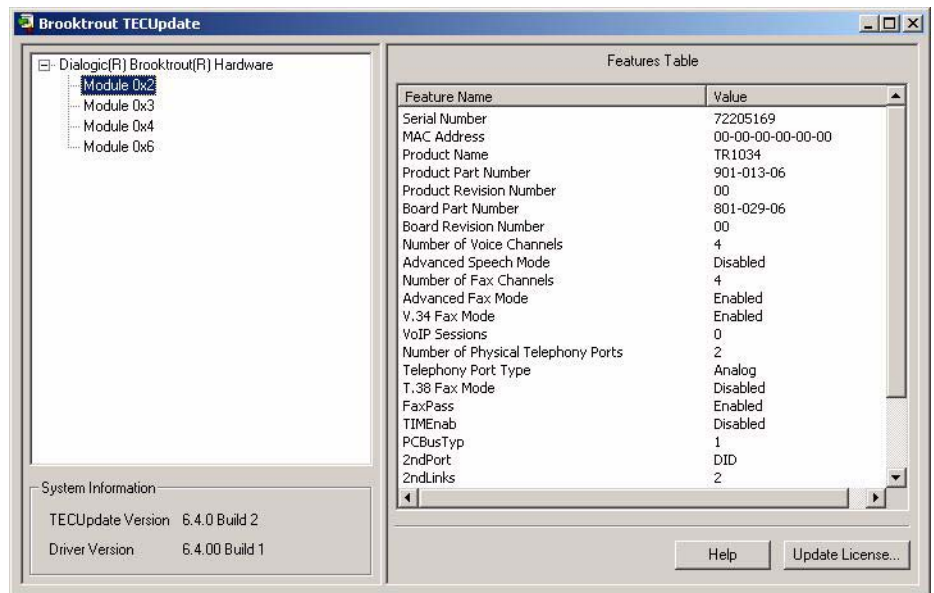 Brooktrout TECUpdate
Dialogic(R) Brooktrout(R) Hardware
Module 0x2
Module 0x3
Module 0x4
Module 0x6
System Information
TECUpdate Version 6.4.0 Build 2
Driver Version 6.4.00 Build 1
Features Table
Feature Name Value
Serial Number 72205169
MAC Address 00-00-00-00-00-00
Product Name TR1034
Product Part Number 901-013-06
Product Revision Number 00
Board Part Number 801-029-06
Board Revision Number 00
Number of Voice Channels 4
Advanced Speech Mode Disabled
Number of Fax Channels 4
Advanced Fax Mode Enabled
V.34 Fax Mode Enabled
VoIP Sessions 0
Number of Physical Telephony Ports 2
Telephony Port Type Analog
T.38 Fax Mode Disabled
FaxPass Enabled
TIMEnab Disabled
PCBusTyp 1
2ndPort DID
2ndLinks 2
Help Update License...